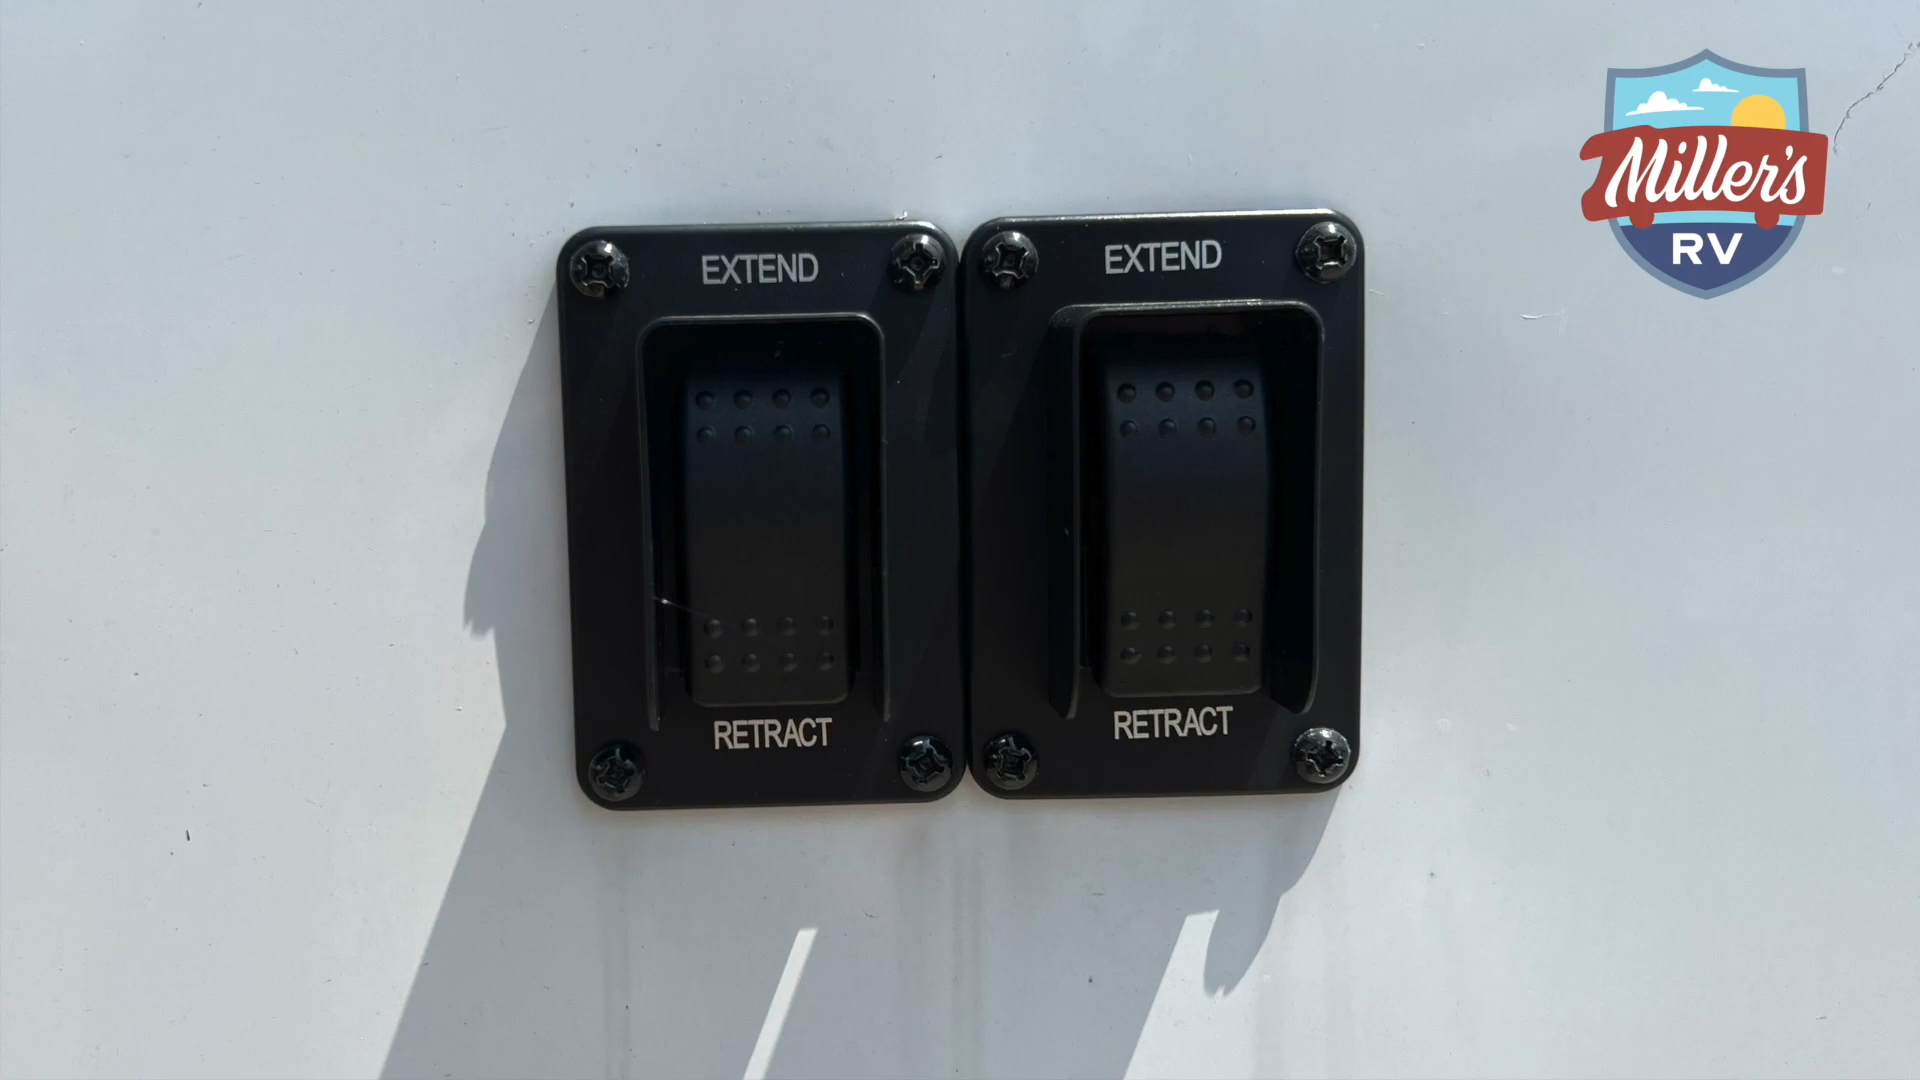 EXTEND
EXTEND
RETRACT
RETRACT
Miller's
RV